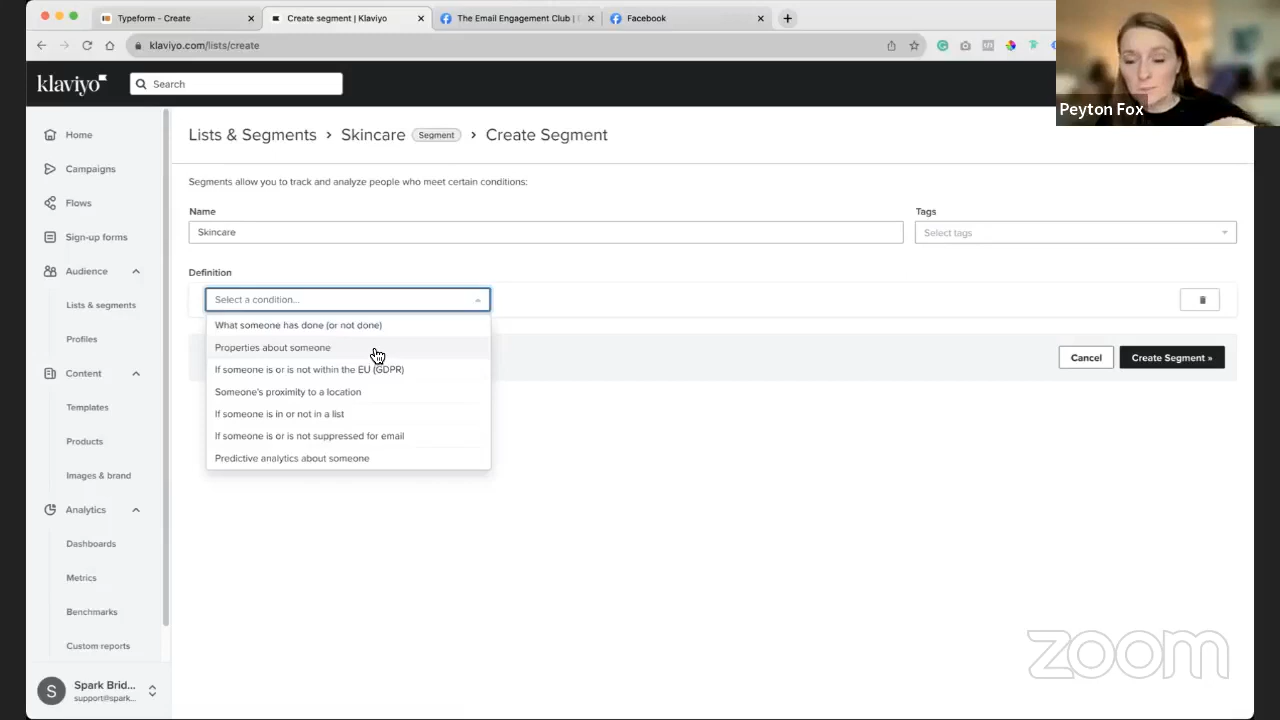 Typeform - Create
Create segment | Klaviyo
The Email Engagement Club |
Facebook
klaviyo.com/lists/create
Peyton Fox
klaviyo
Search
Home
Campaigns
Flows
Sign-up forms
Audience
Lists & segments
Profiles
Content
Templates
Products
Images & brand
Analytics
Dashboards
Metrics
Benchmarks
Custom reports
S
Spark Brid...
support@spark...
Lists & Segments › Skincare Segment › Create Segment
Segments allow you to track and analyze people who meet certain conditions:
Name
Skincare
Tags
Select tags
Definition
Select a condition...
What someone has done (or not done)
Properties about someone
If someone is or is not within the EU (GDPR)
Someone's proximity to a location
If someone is in or not in a list
If someone is or is not suppressed for email
Predictive analytics about someone
Cancel
Create Segment »
zoom